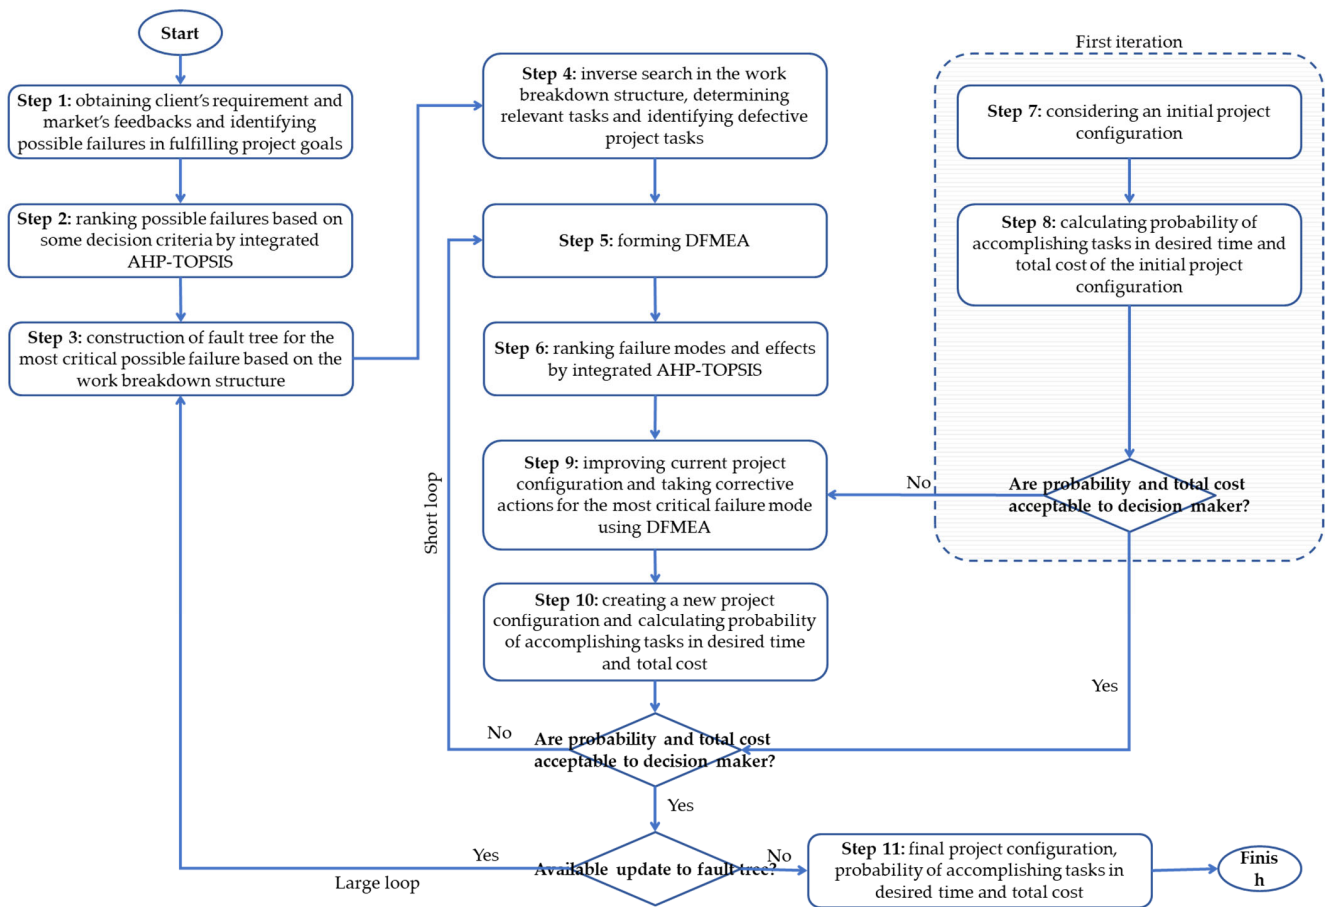 Start
Step 1: obtaining client's requirement and
market's feedbacks and identifying
possible failures in fulfilling project goals
Step 2: ranking possible failures based on
some decision criteria by integrated
AHP-TOPSIS
Step 3: construction of fault tree for the
most critical possible failure based on the
work breakdown structure
Step 4: inverse search in the work
breakdown structure, determining
relevant tasks and identifying defective
project tasks
Step 5: forming DFMEA
Step 6: ranking failure modes and effects
by integrated AHP-TOPSIS
First iteration
Step 7: considering an initial project
configuration
Step 8: calculating probability of
accomplishing tasks in desired time and
total cost of the initial project
configuration
Are probability and total cost
acceptable to decision maker?
No
Yes
Step 9: improving current project
configuration and taking corrective
actions for the most critical failure mode
using DFMEA
Step 10: creating a new project
configuration and calculating probability
of accomplishing tasks in desired time
and total cost
Short loop
No
Are probability and total cost
acceptable to decision maker?
Yes
Yes
Large loop
Available update to fault tree?
No
Step 11: final project configuration,
probability of accomplishing tasks in
desired time and total cost
Finis
h